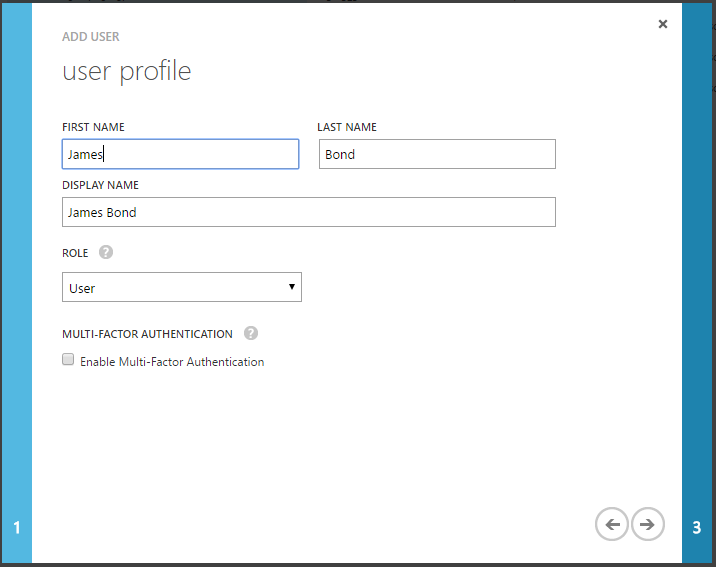 ADD USER
user profile
FIRST NAME LAST NAME
James Bond
DISPLAY NAME
James Bond
ROLE ?
User
MULTI-FACTOR AUTHENTICATION ?
Enable Multi-Factor Authentication
1 3